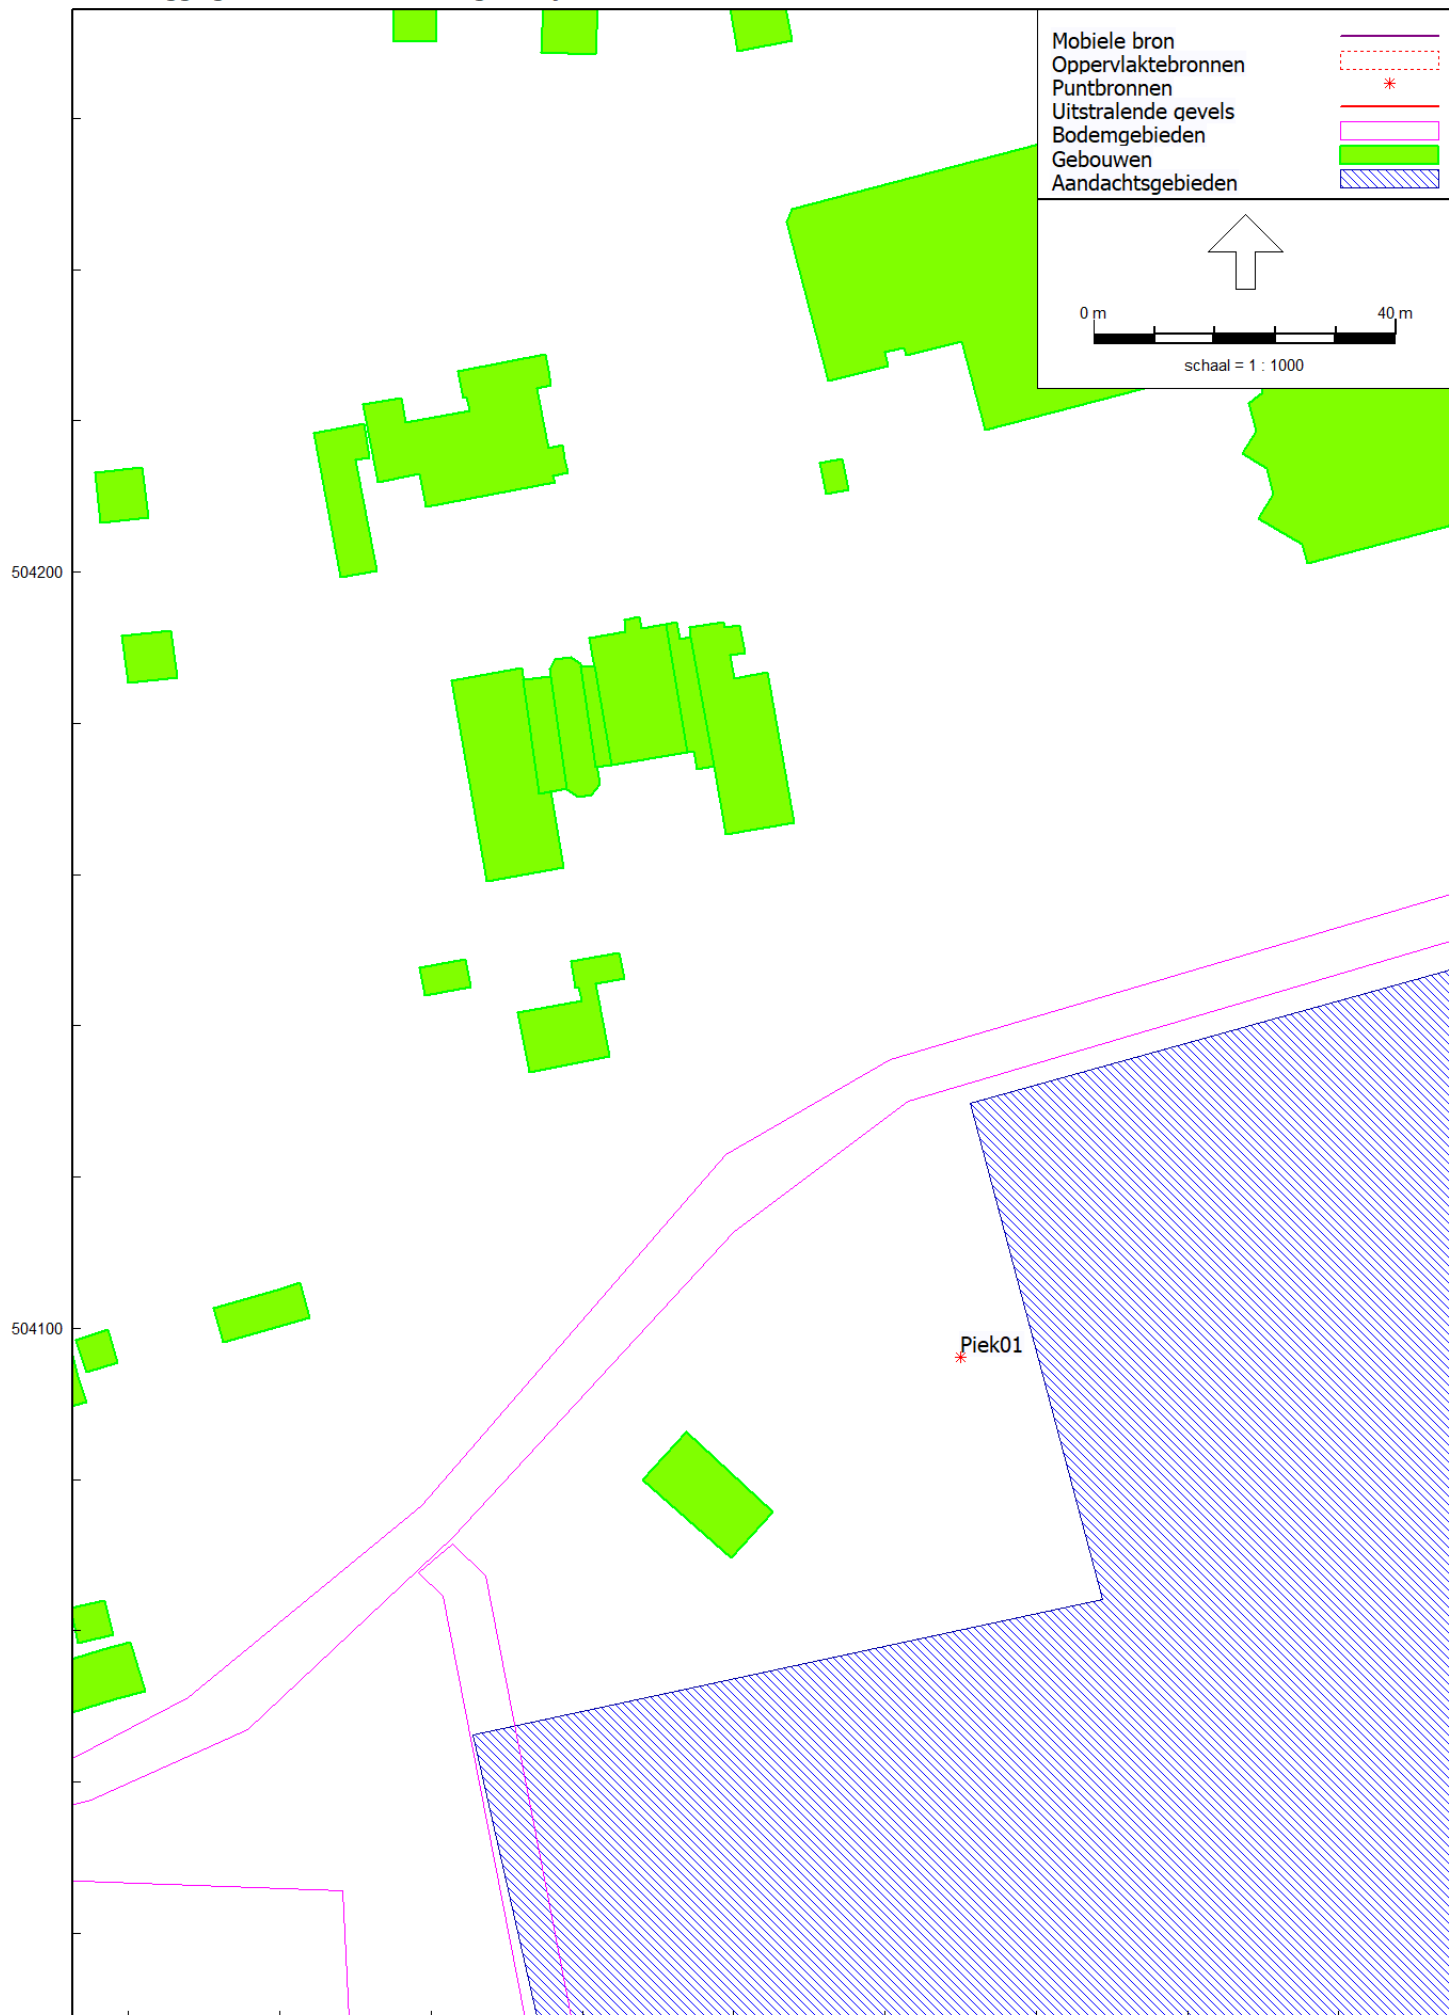 Mobiele bron
Oppervlaktebronnen
Puntbronnen
Uitstralende gevels
Bodemgebieden
Gebouwen
Aandachtsgebieden
0 m
40 m
schaal = 1 : 1000
504200
504100
Piek01